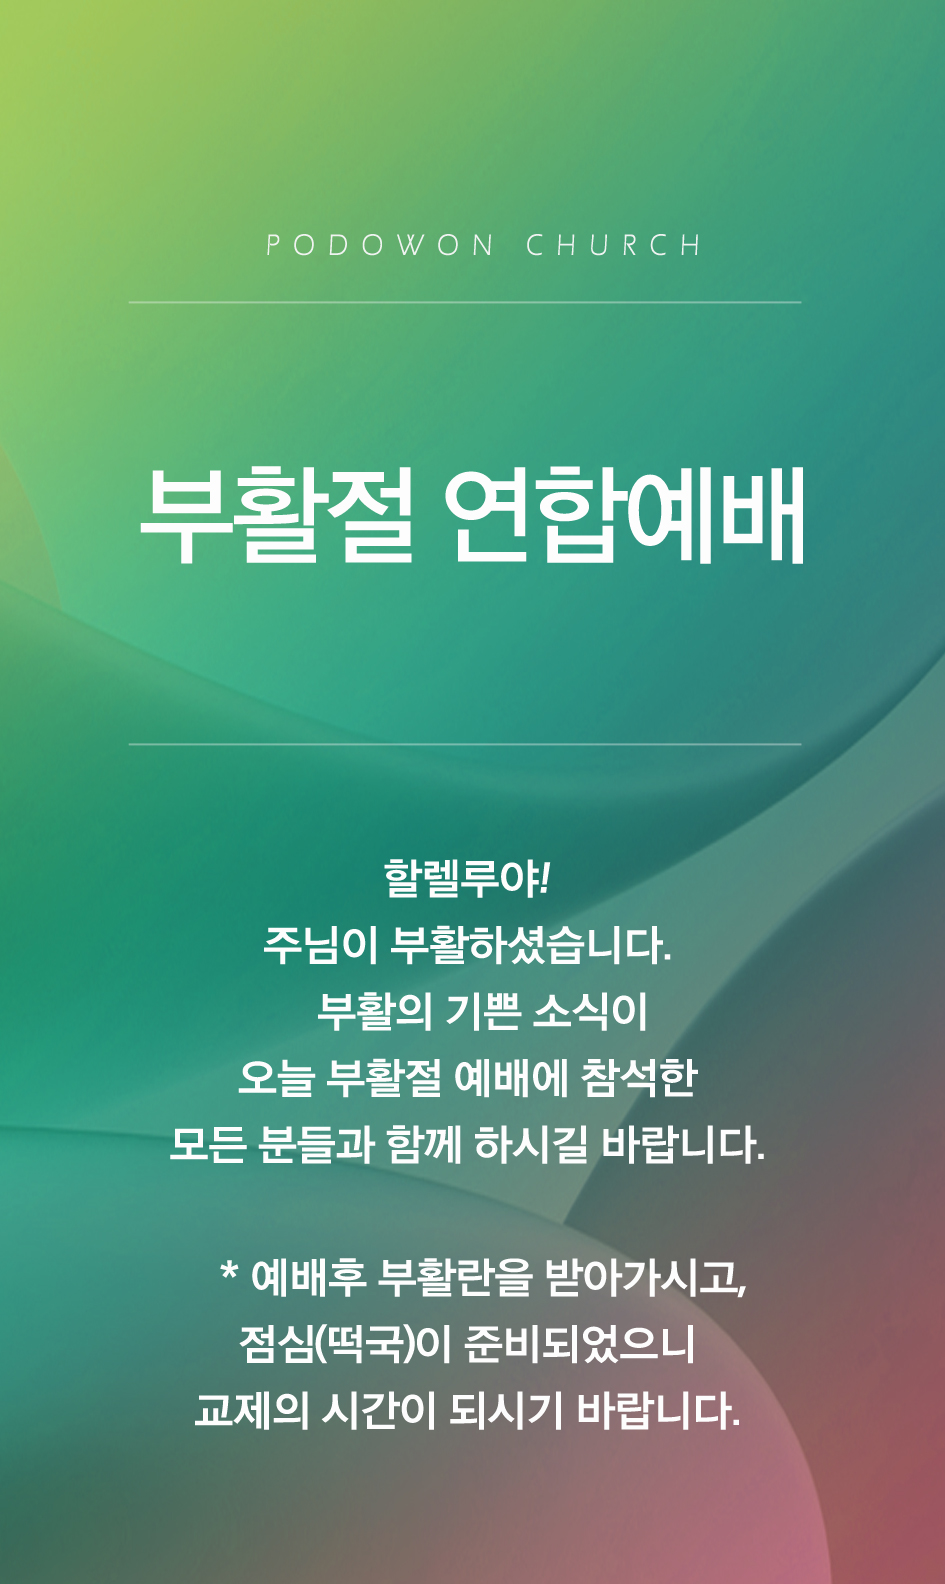 PODOWON CHURCH
부활절 연합예배
할렐루야!
주님이 부활하셨습니다.
부활의 기쁜 소식이
오늘 부활절 예배에 참석한
모든 분들과 함께 하시길 바랍니다.
* 예배후 부활란을 받아가시고,
점심(떡국)이 준비되었으니
교제의 시간이 되시기 바랍니다.